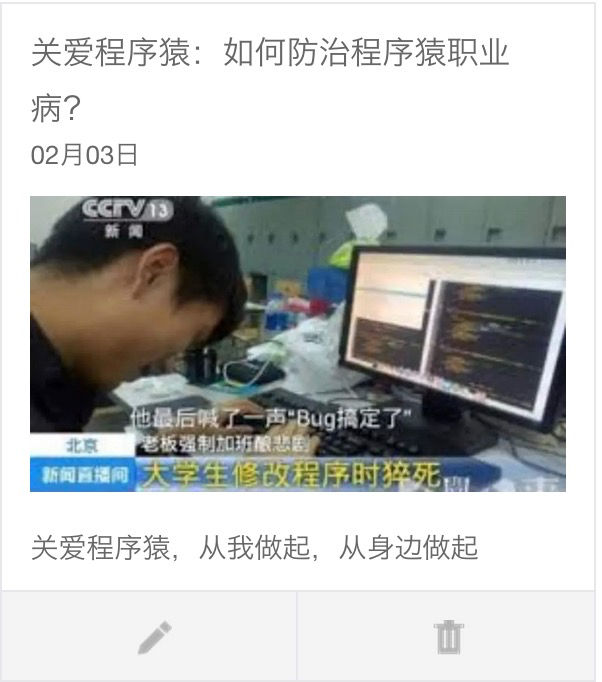 关爱程序猿：如何防治程序猿职业
病？
02月03日
CCTV 13
新闻
他最后喊了一声“Bug搞定了”
北京
老板强制加班酿悲剧
新闻直播间
大学生修改程序时猝死
关爱程序猿，从我做起，从身边做起